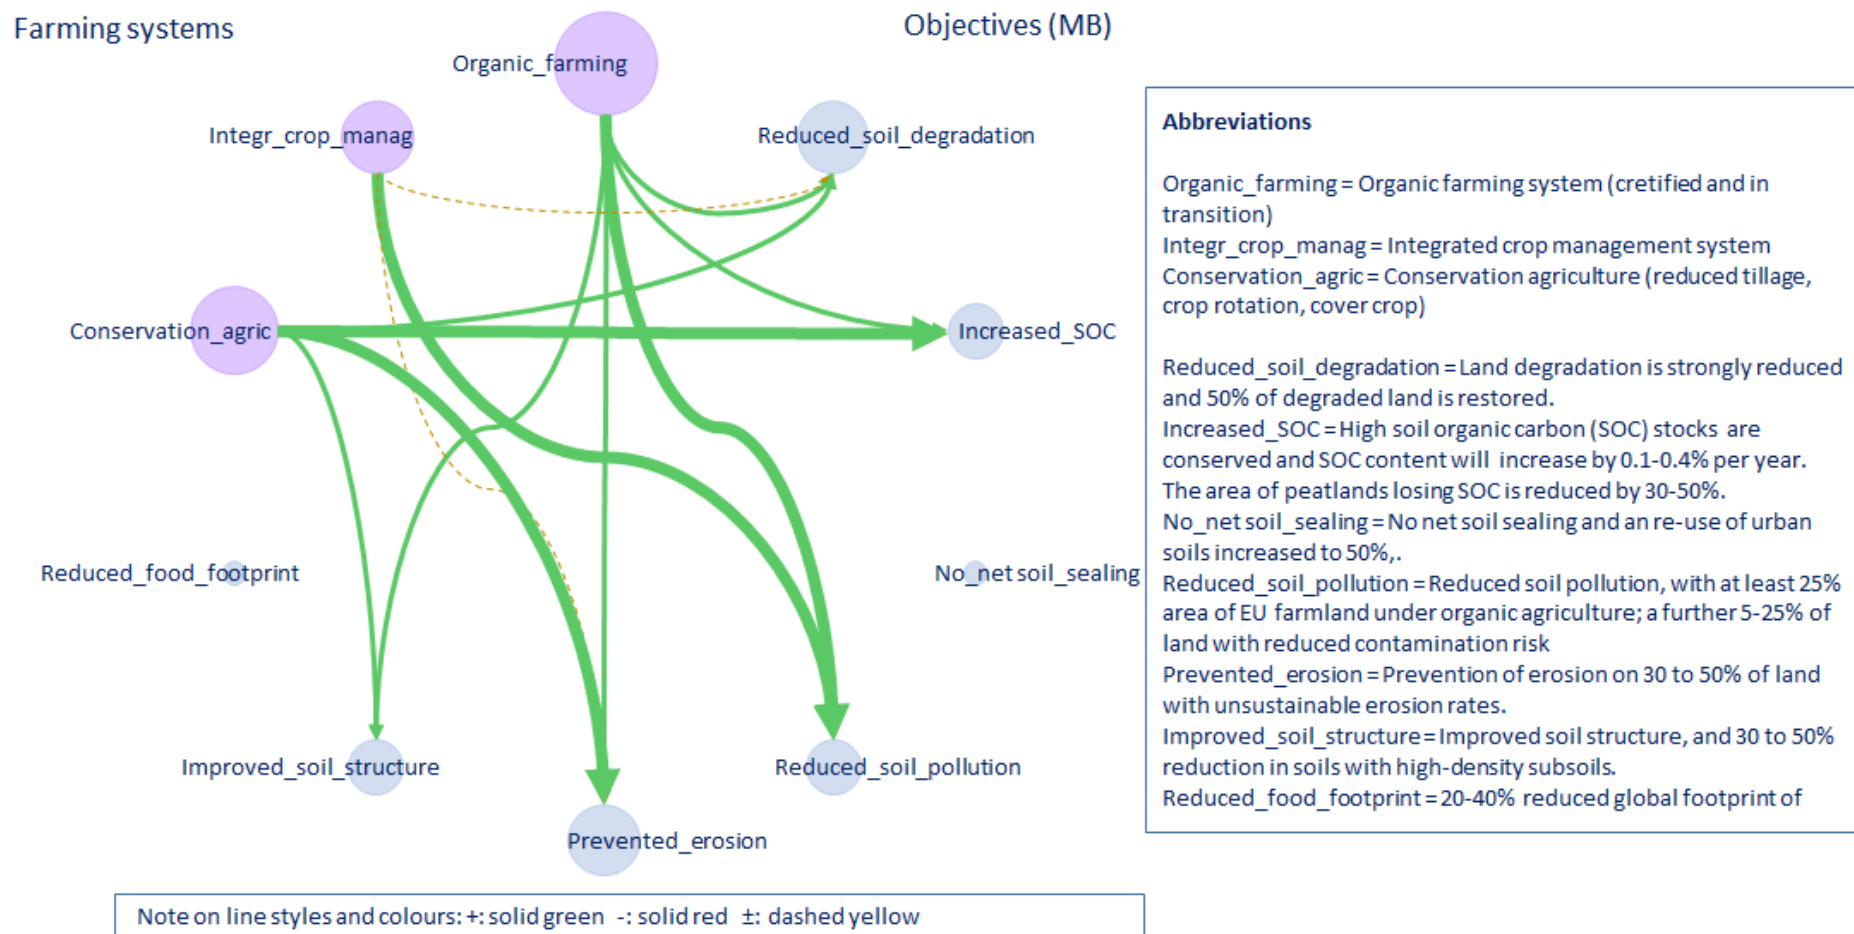 Farming systems
Objectives (MB)
Organic_farming
Integr_crop_manag
Reduced_soil_degradation
Conservation_agric
Increased_SOC
Reduced_food_footprint
No_net soil_sealing
Improved_soil_structure
Reduced_soil_pollution
Prevented_erosion
Abbreviations
Organic_farming = Organic farming system (cretified and in
transition)
Integr_crop_manag = Integrated crop management system
Conservation_agric = Conservation agriculture (reduced tillage,
crop rotation, cover crop)
Reduced_soil_degradation = Land degradation is strongly reduced
and 50% of degraded land is restored.
Increased_SOC = High soil organic carbon (SOC) stocks are
conserved and SOC content will increase by 0.1-0.4% per year.
The area of peatlands losing SOC is reduced by 30-50%.
No_net soil_sealing = No net soil sealing and an re-use of urban
soils increased to 50%,.
Reduced_soil_pollution = Reduced soil pollution, with at least 25%
area of EU farmland under organic agriculture; a further 5-25% of
land with reduced contamination risk
Prevented_erosion = Prevention of erosion on 30 to 50% of land
with unsustainable erosion rates.
Improved_soil_structure = Improved soil structure, and 30 to 50%
reduction in soils with high-density subsoils.
Reduced_food_footprint = 20-40% reduced global footprint of
Note on line styles and colours: +: solid green -: solid red ±: dashed yellow